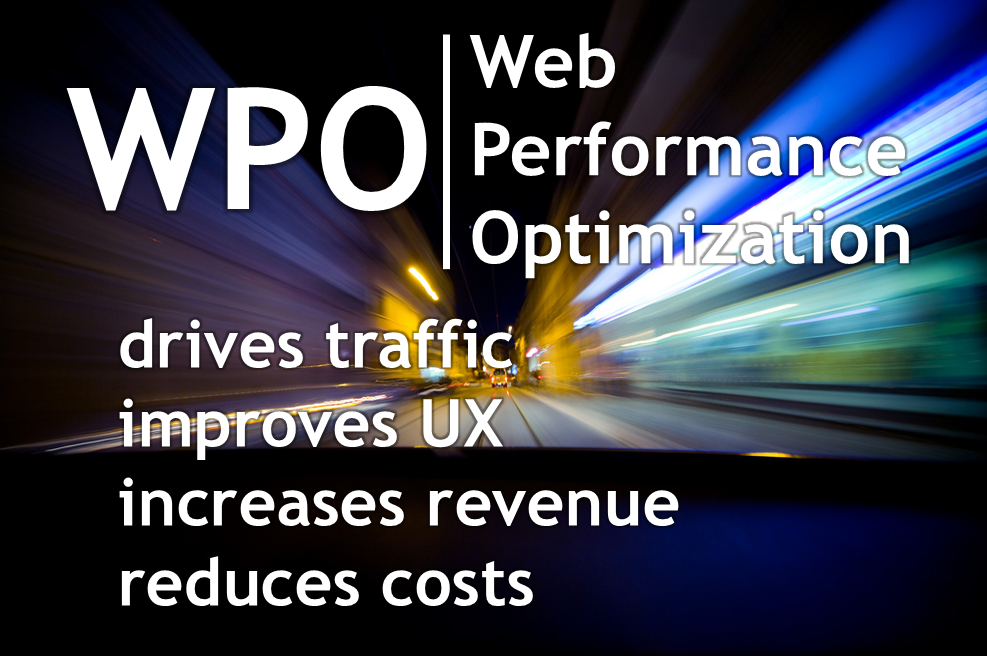 WPO
Web
Performance
Optimization
drives traffic
improves UX
increases revenue
reduces costs